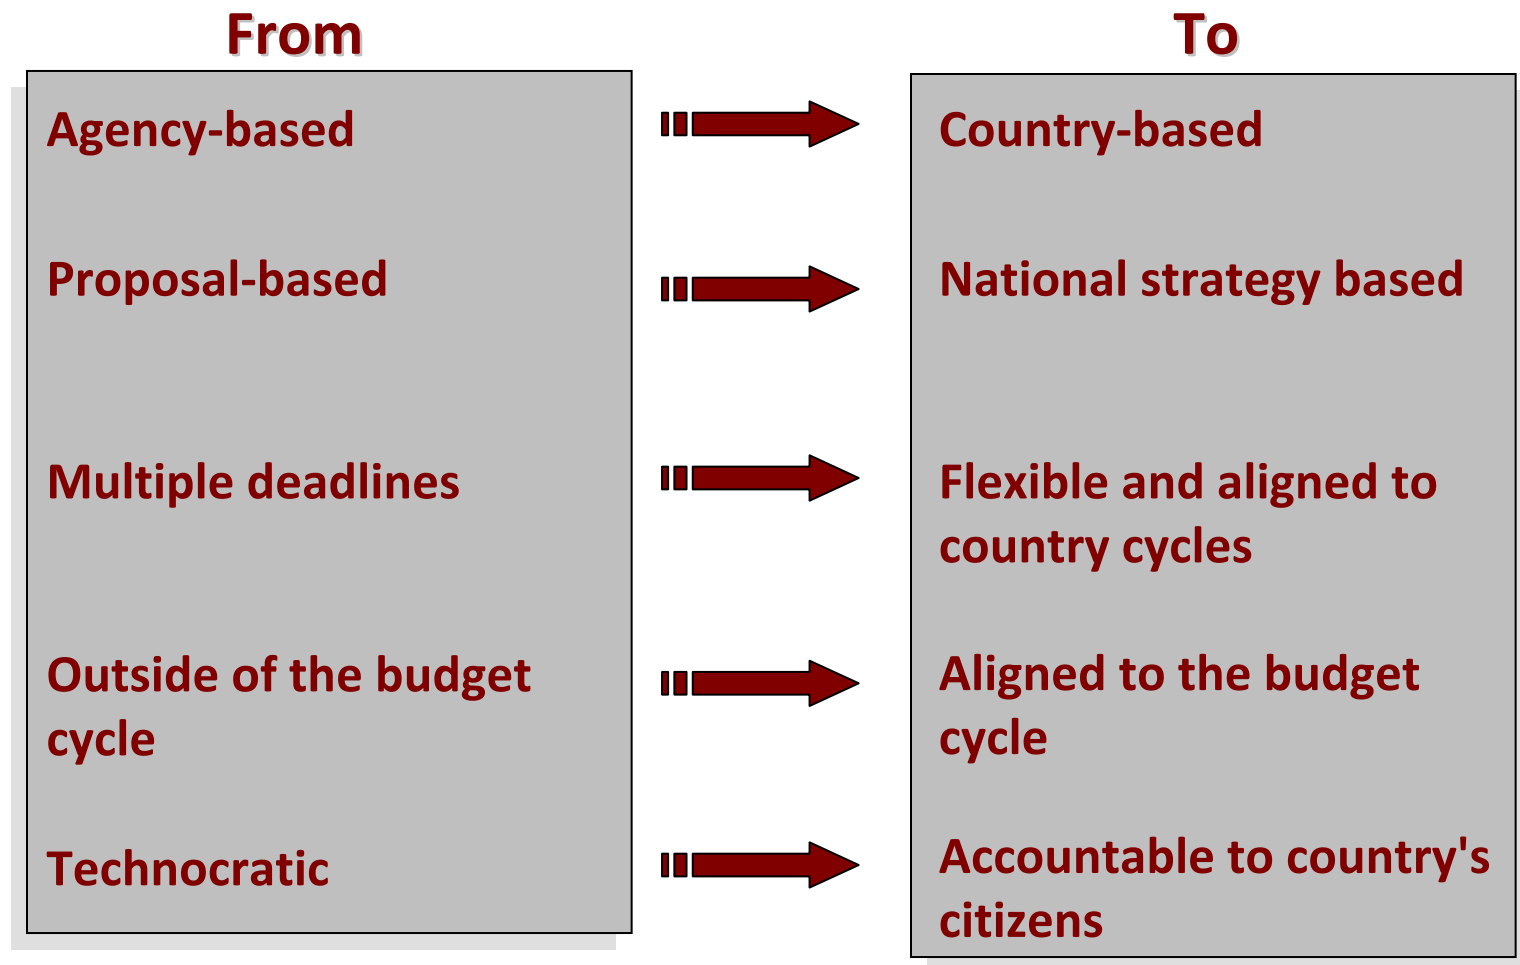 From
To
Agency-based
Country-based
Proposal-based
National strategy based
Multiple deadlines
Flexible and aligned to
country cycles
Outside of the budget
cycle
Aligned to the budget
cycle
Technocratic
Accountable to country's
citizens